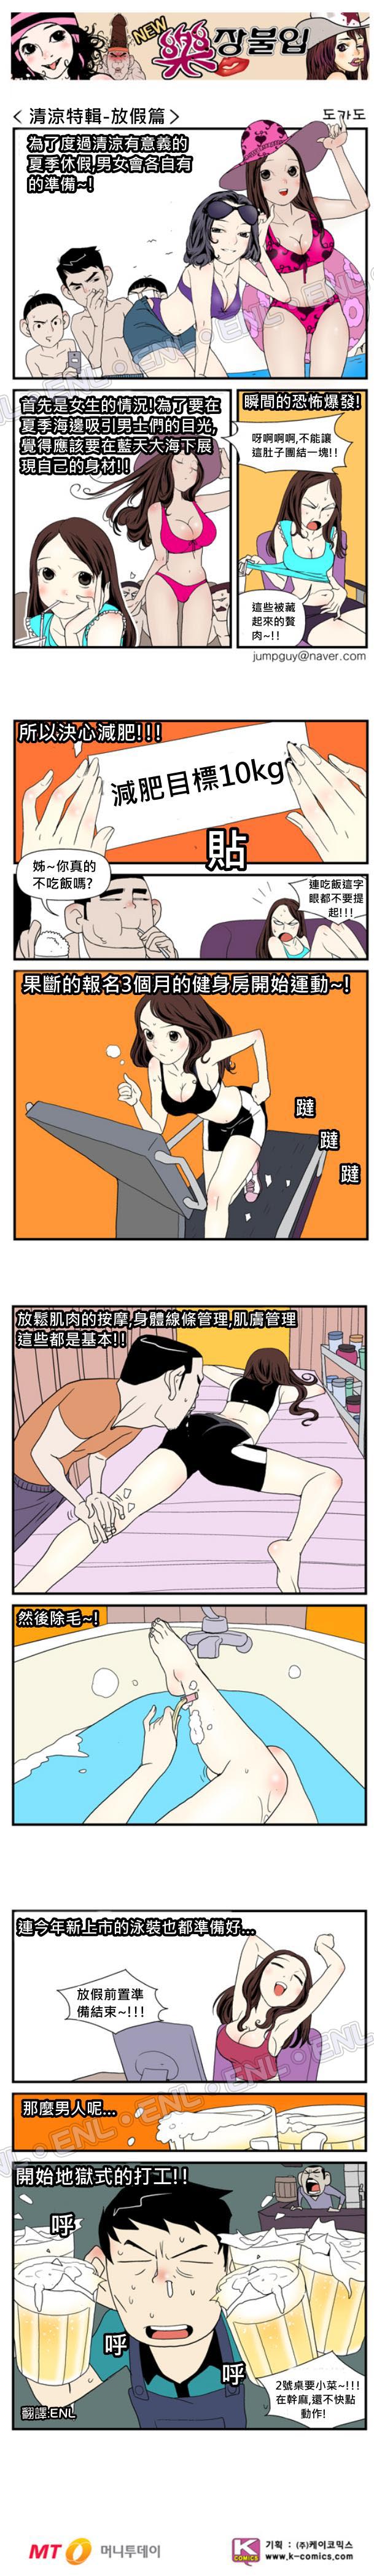 NEW 樂장불입
< 清涼特輯-放假篇 >
도가도
為了度過清涼有意義的
夏季休假,男女會各自有
的準備~!
首先是女生的情況!為了要在
夏季海邊吸引男士們的目光,
覺得應該要在藍天大海下展
現自己的身材!!
瞬間的恐怖爆發!
呀啊啊啊,不能讓
這肚子團結一塊!!
這些被藏
起來的贅
肉~!!
jumpguy@naver.com
所以決心減肥!!!
減肥目標10kg
貼
姊~你真的
不吃飯嗎?
連吃飯這字
眼都不要提
起!!!
果斷的報名3個月的健身房開始運動~!
躂
躂
躂
放鬆肌肉的按摩,身體線條管理,肌膚管理
這些都是基本!!
然後除毛~!
連今年新上市的泳裝也都準備好...
放假前置準
備結束~!!!
那麼男人呢...
ENL
開始地獄式的打工!!
呼
呼
呼
2號桌要小菜~!!!
在幹麻,還不快點
動作!
翻譯:ENL
MT 머니투데이
K COMICS
기획 : (주)케이코믹스
www.k-comics.com